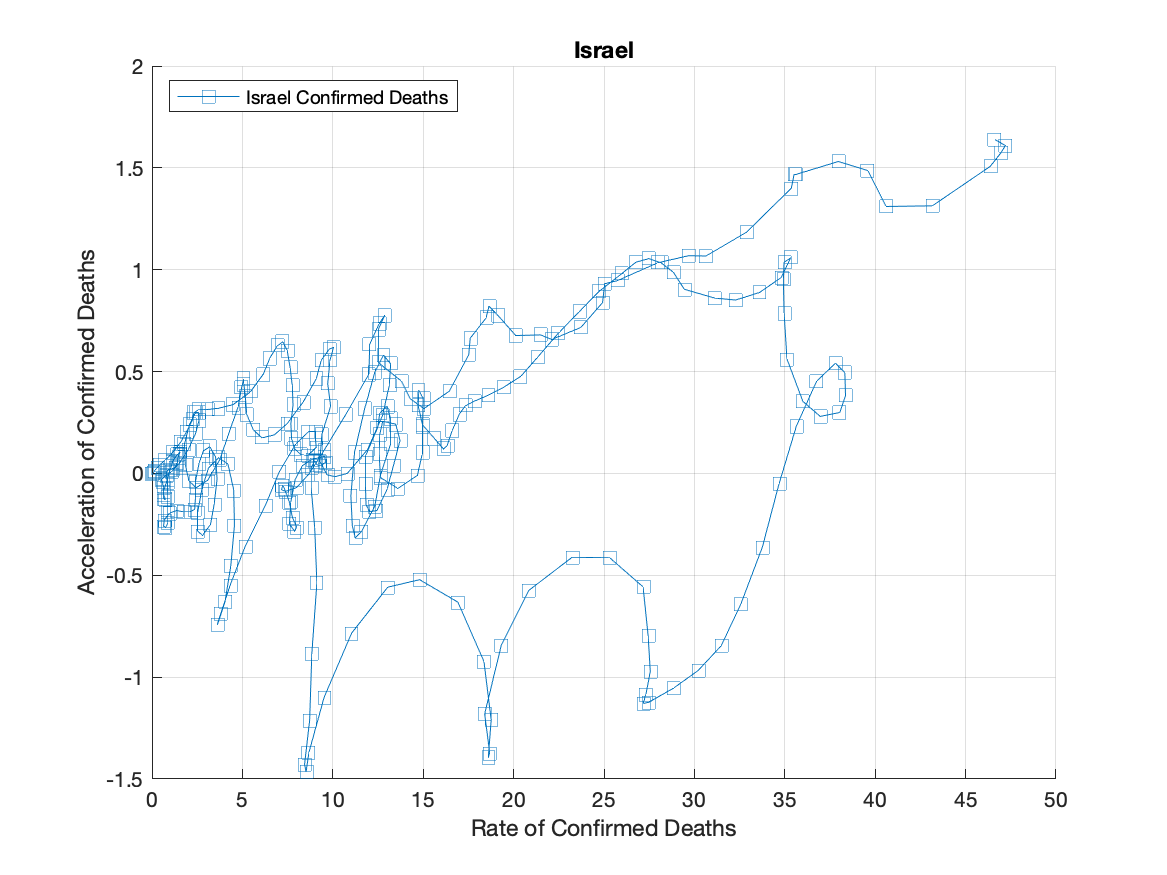 Israel
Israel Confirmed Deaths
2
1.5
1
0.5
0
-0.5
-1
-1.5
Acceleration of Confirmed Deaths
0 5 10 15 20 25 30 35 40 45 50
Rate of Confirmed Deaths